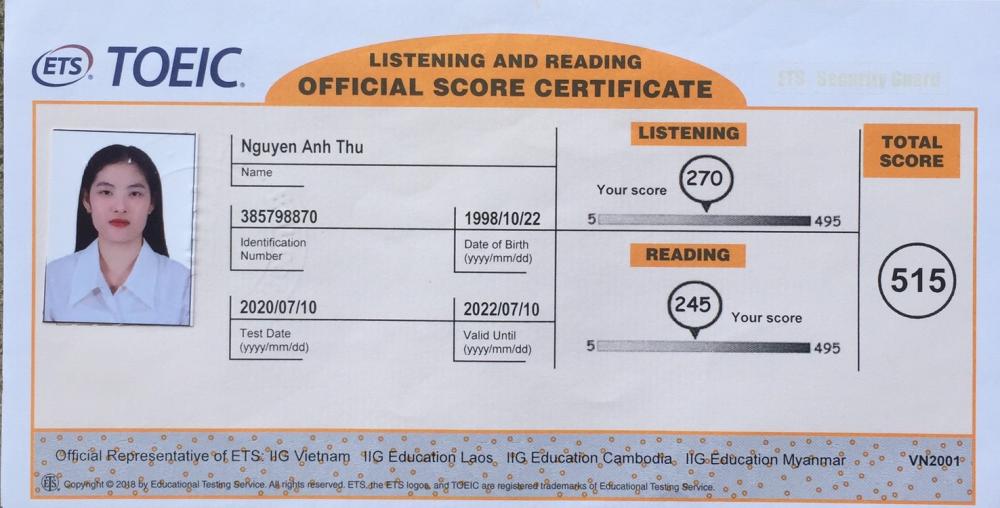 ETS TOEIC
LISTENING AND READING
OFFICIAL SCORE CERTIFICATE
ETS Security Guard
Nguyen Anh Thu
Name
385798870
Identification
Number
1998/10/22
Date of Birth
(yyyy/mm/dd)
2020/07/10
Test Date
(yyyy/mm/dd)
2022/07/10
Valid Until
(yyyy/mm/dd)
LISTENING
Your score
270
5 495
READING
245
Your score
5 495
TOTAL
SCORE
515
Official Representative of ETS: IIG Vietnam IIG Education Laos IIG Education Cambodia IIG Education Myanmar VN2001
ETS Copyright © 2018 by Educational Testing Service. All rights reserved. ETS, the ETS logos, and TOEIC are registered trademarks of Educational Testing Service.